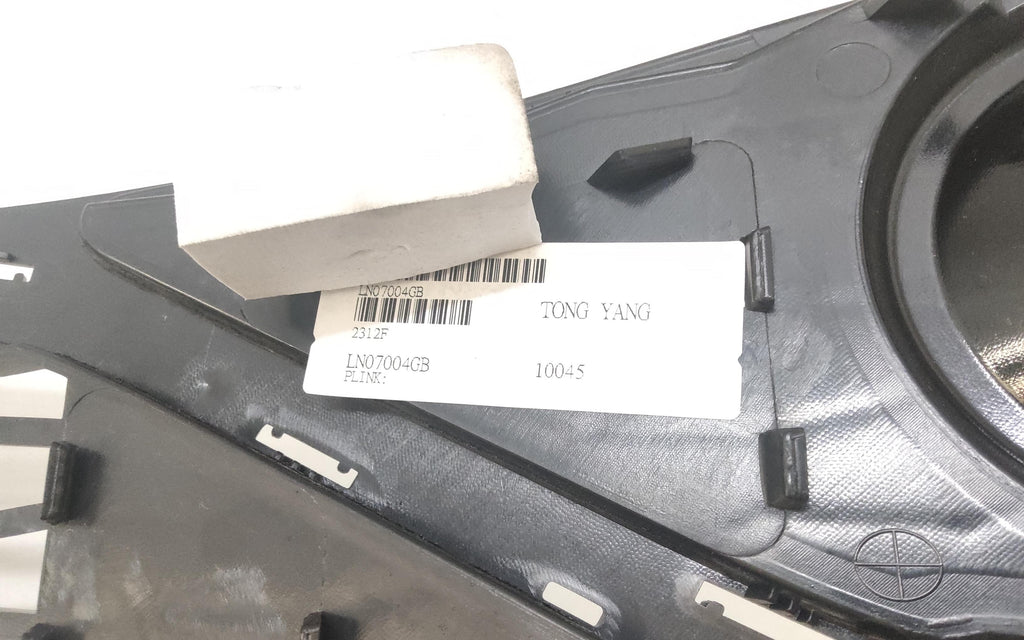 LN07004GB
TONG YANG
2312F
LN07004GB
10045
PLINK: